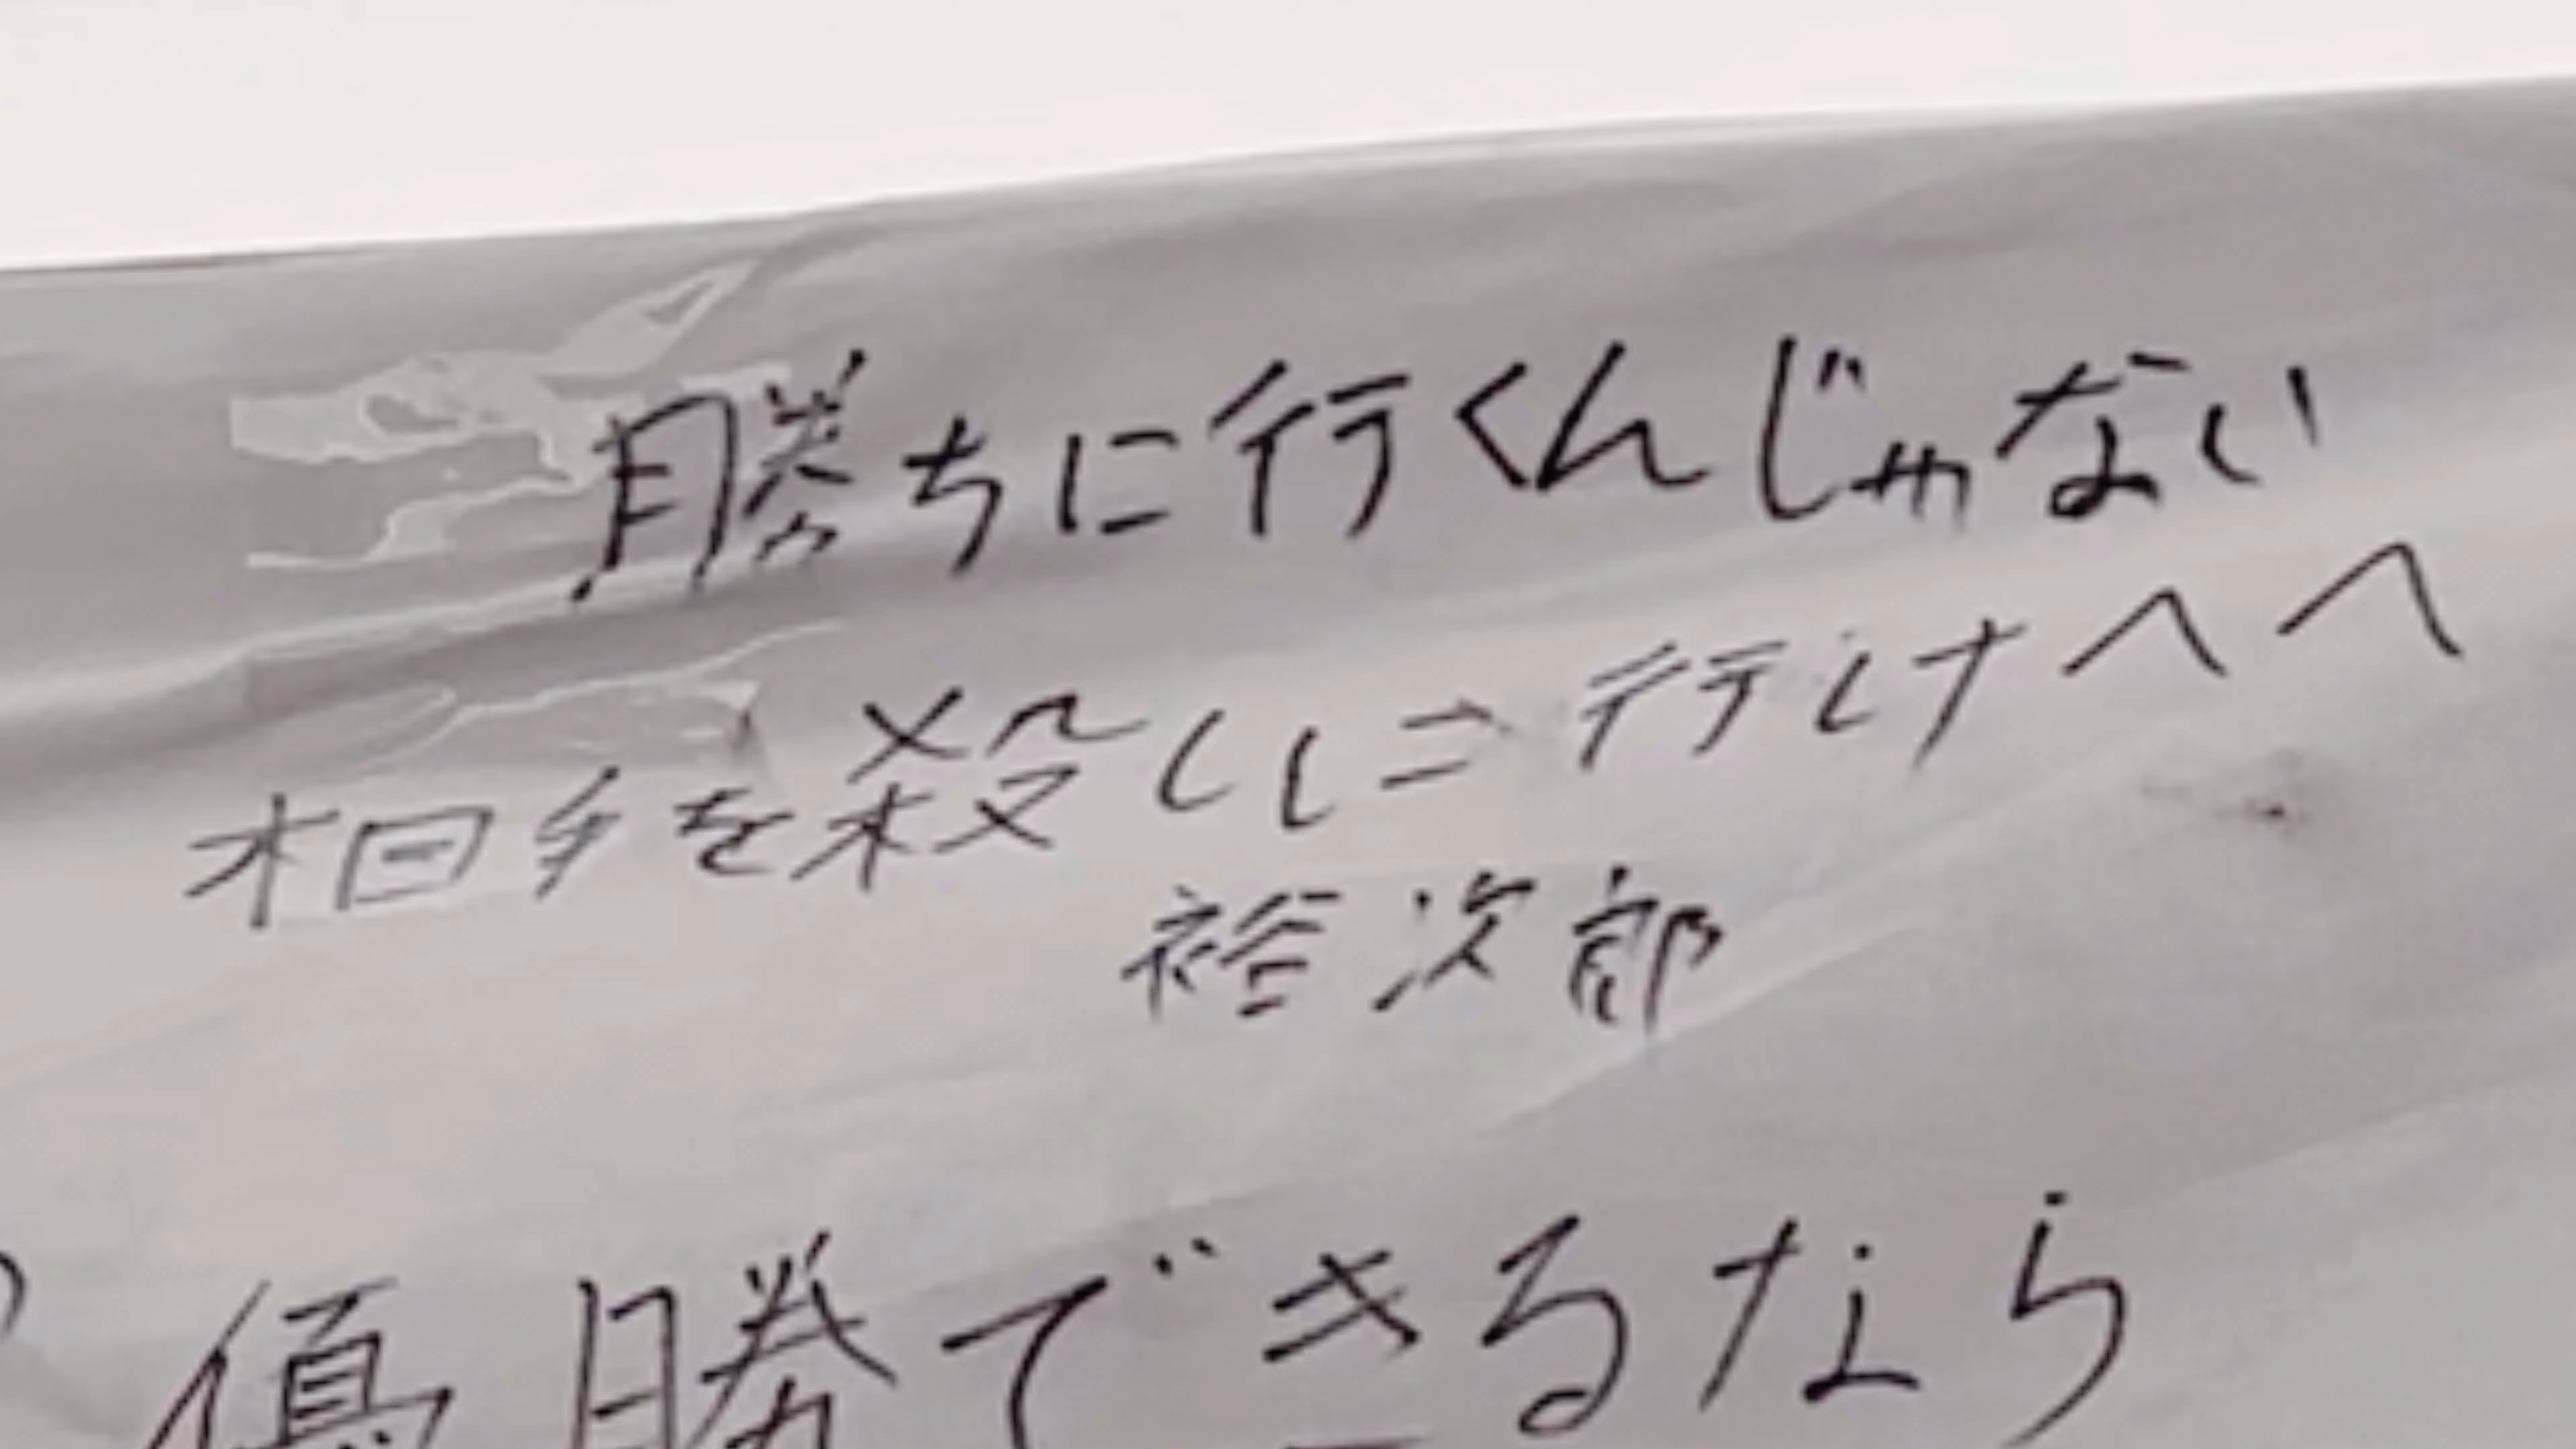 勝ちに行くんじゃない
相手を殺しに行けへへ
裕次郎
優勝できるなら